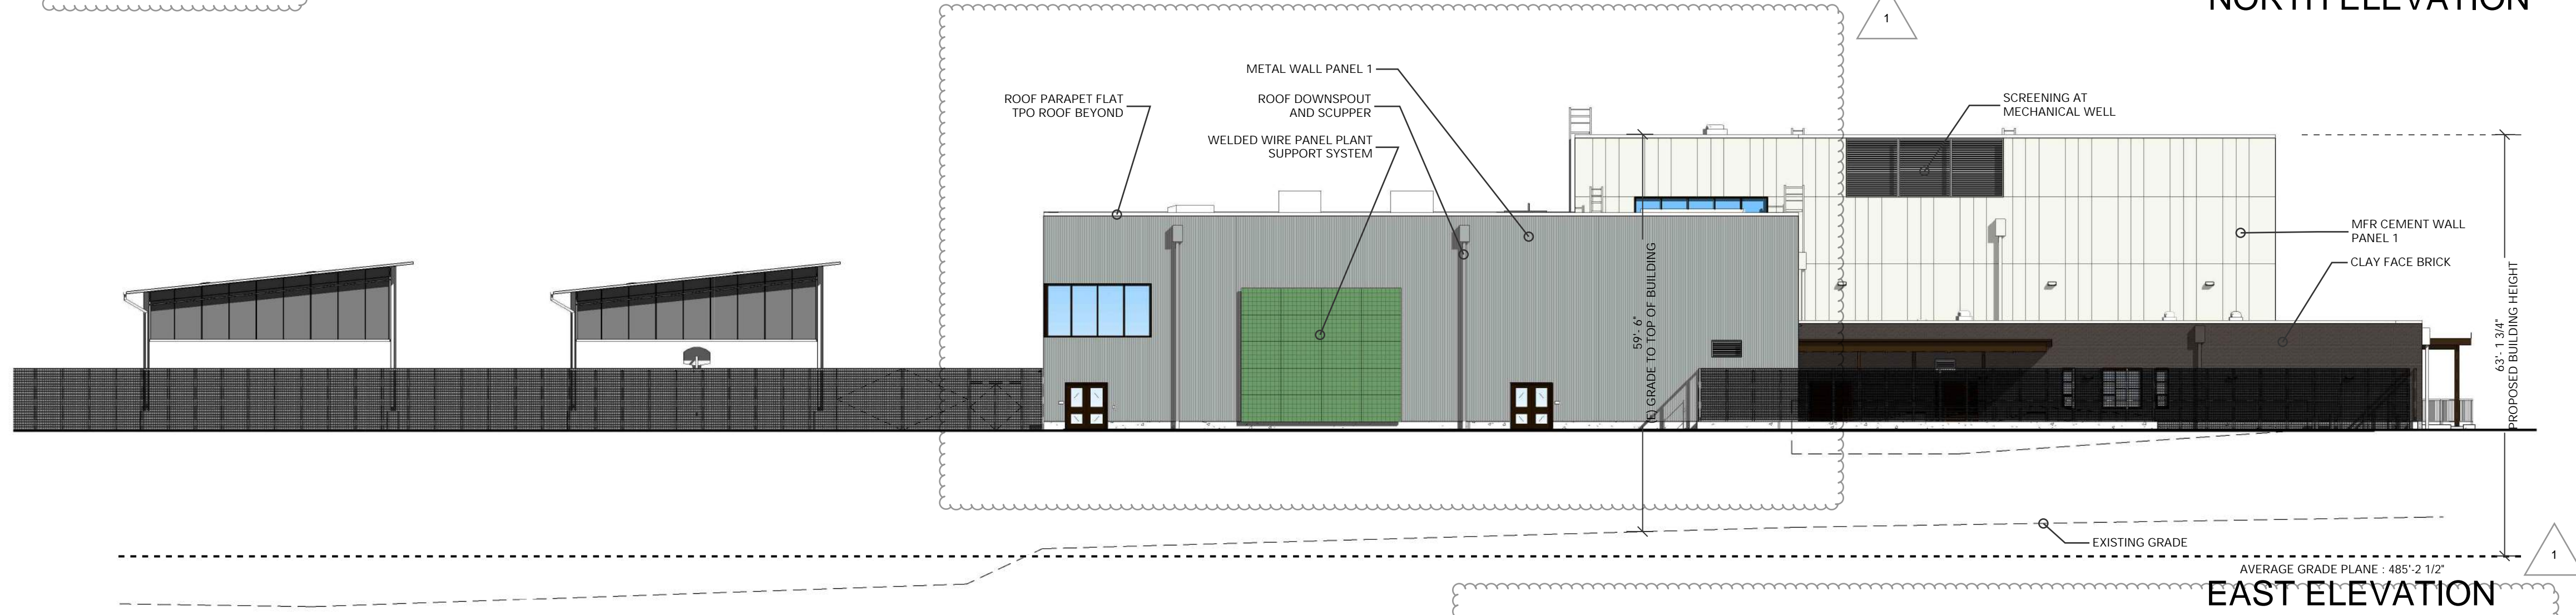 NORTH ELEVATION
1
METAL WALL PANEL 1
ROOF PARAPET FLAT
TPO ROOF BEYOND
ROOF DOWNSPOUT
AND SCUPPER
WELDED WIRE PANEL PLANT
SUPPORT SYSTEM
SCREENING AT
MECHANICAL WELL
MFR CEMENT WALL
PANEL 1
CLAY FACE BRICK
59'- 6"
(E) GRADE TO TOP OF BUILDING
63'- 1 3/4"
PROPOSED BUILDING HEIGHT
EXISTING GRADE
1
AVERAGE GRADE PLANE : 485'-2 1/2"
EAST ELEVATION